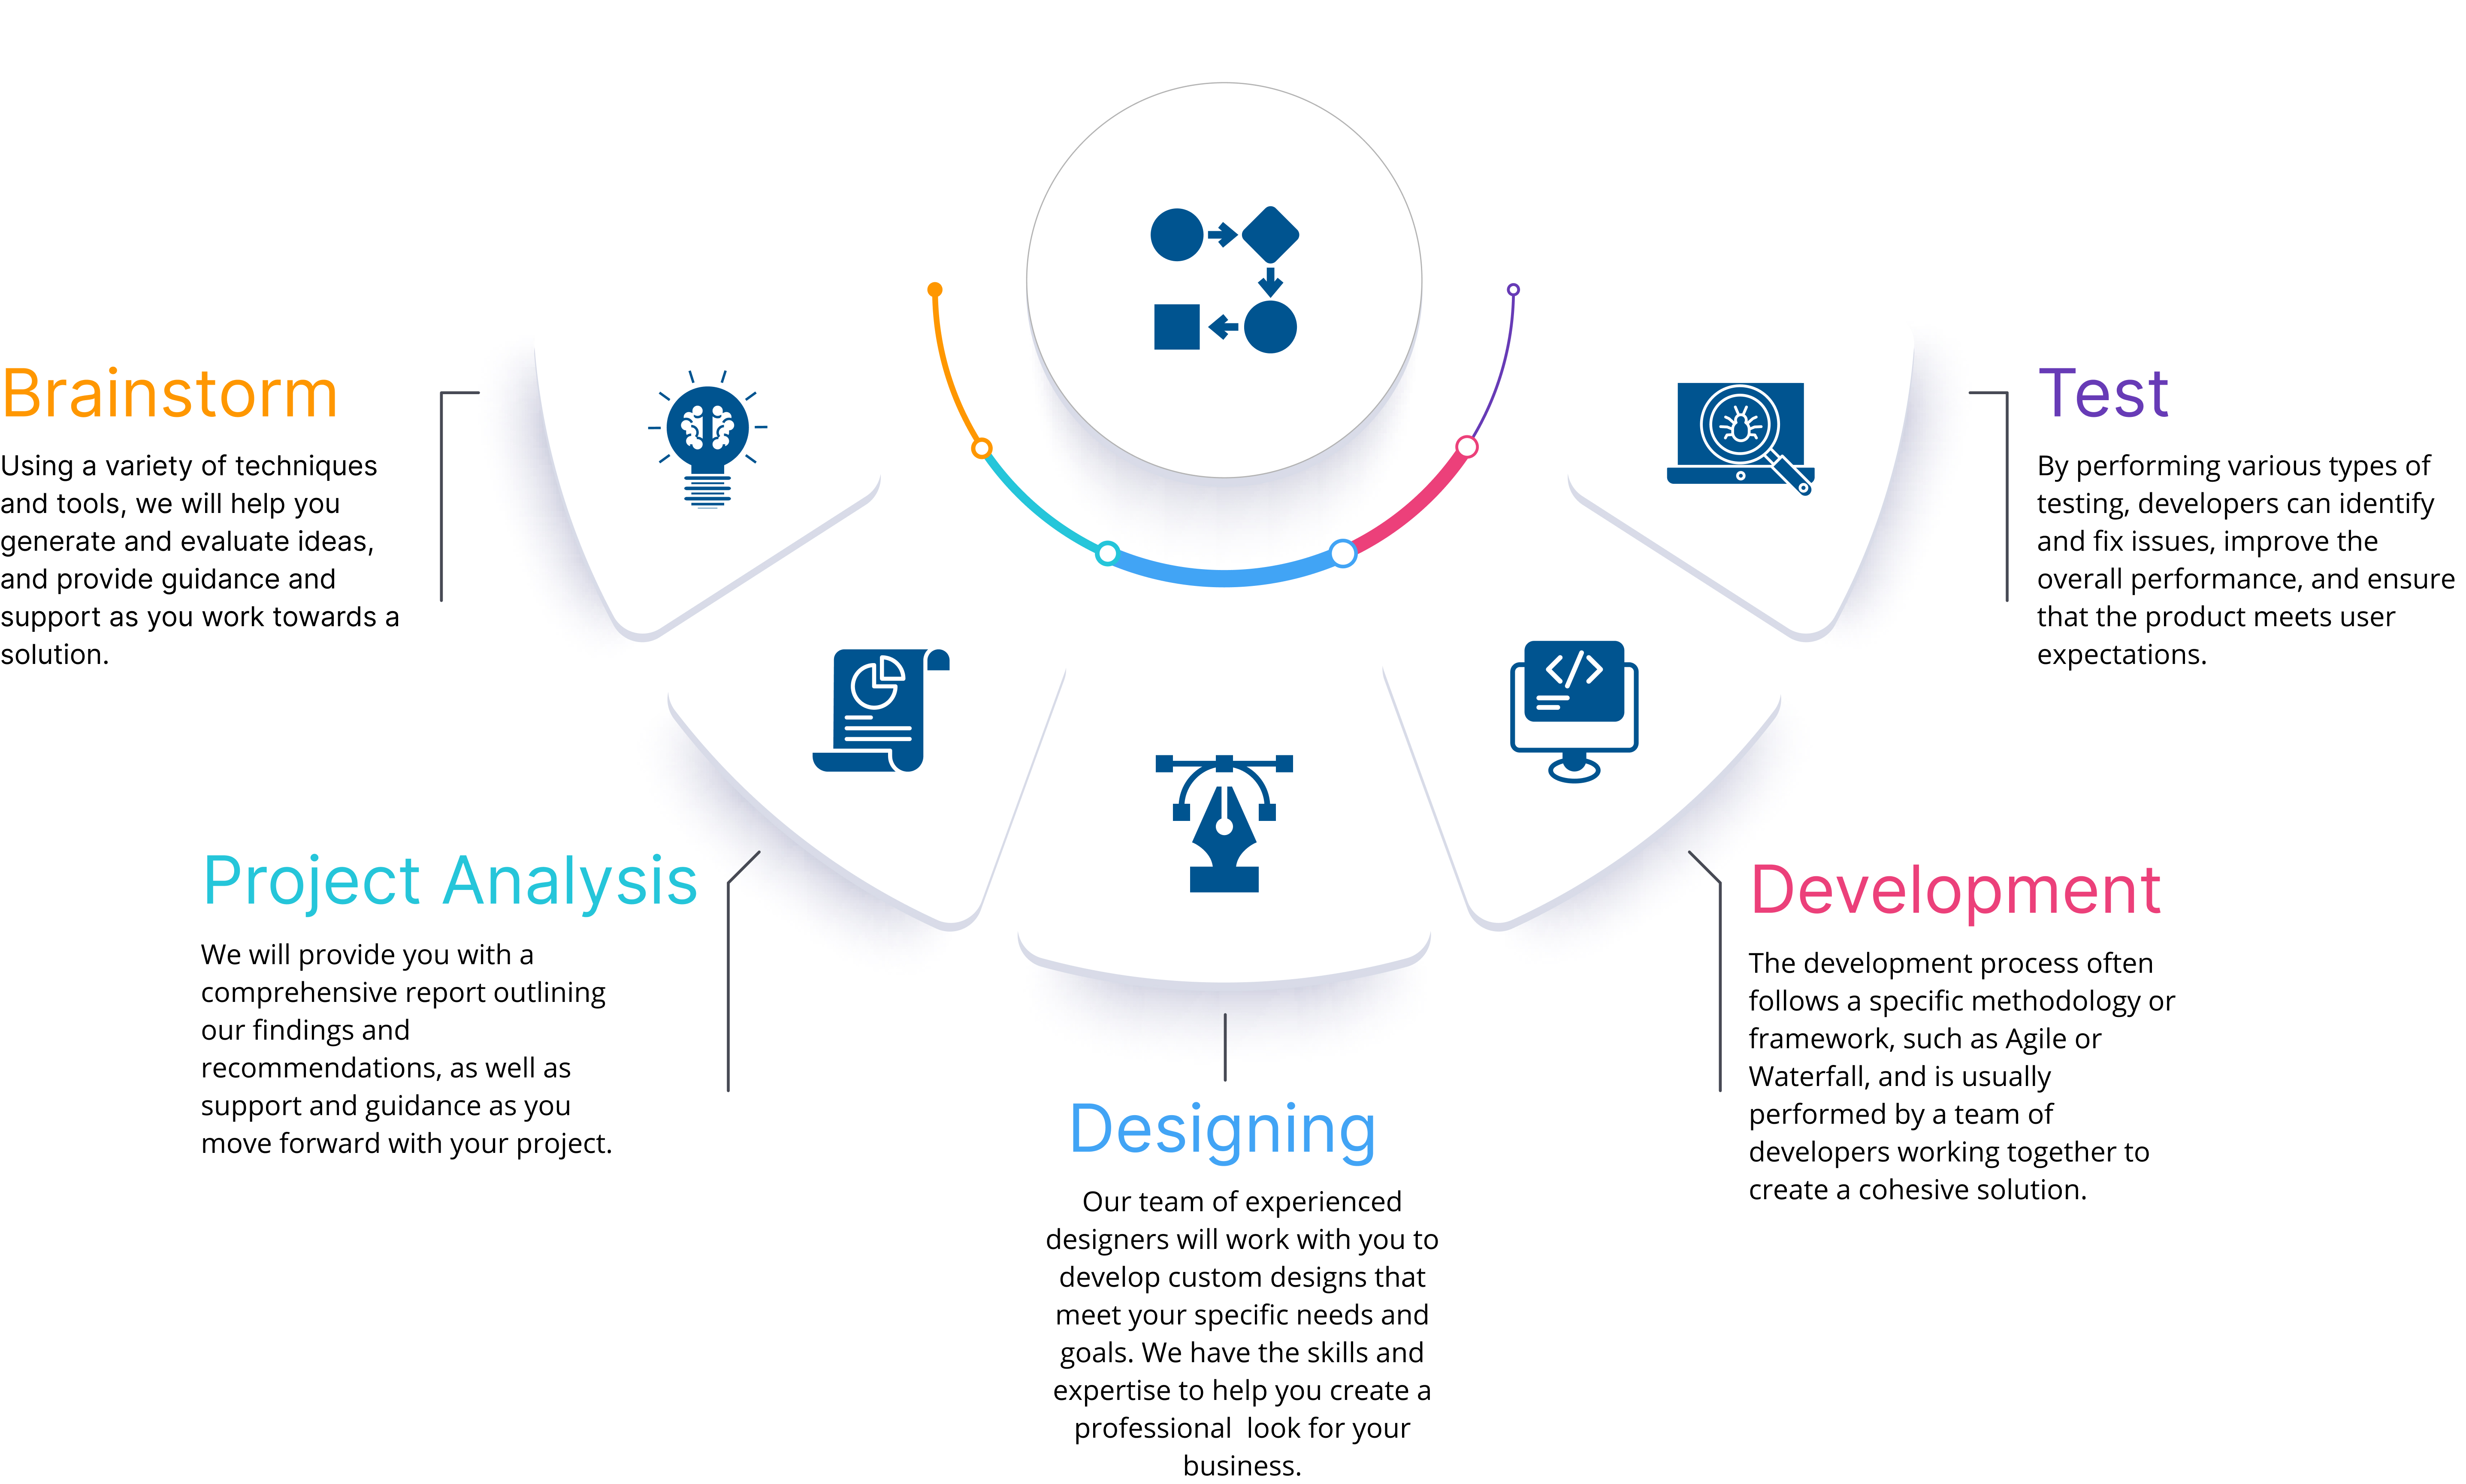 Brainstorm
Using a variety of techniques
and tools, we will help you
generate and evaluate ideas,
and provide guidance and
support as you work towards a
solution.
Project Analysis
We will provide you with a
comprehensive report outlining
our findings and
recommendations, as well as
support and guidance as you
move forward with your project.
Designing
Our team of experienced
designers will work with you to
develop custom designs that
meet your specific needs and
goals. We have the skills and
expertise to help you create a
professional  look for your
business.
Development
The development process often
follows a specific methodology or
framework, such as Agile or
Waterfall, and is usually
performed by a team of
developers working together to
create a cohesive solution.
Test
By performing various types of
testing, developers can identify
and fix issues, improve the
overall performance, and ensure
that the product meets user
expectations.